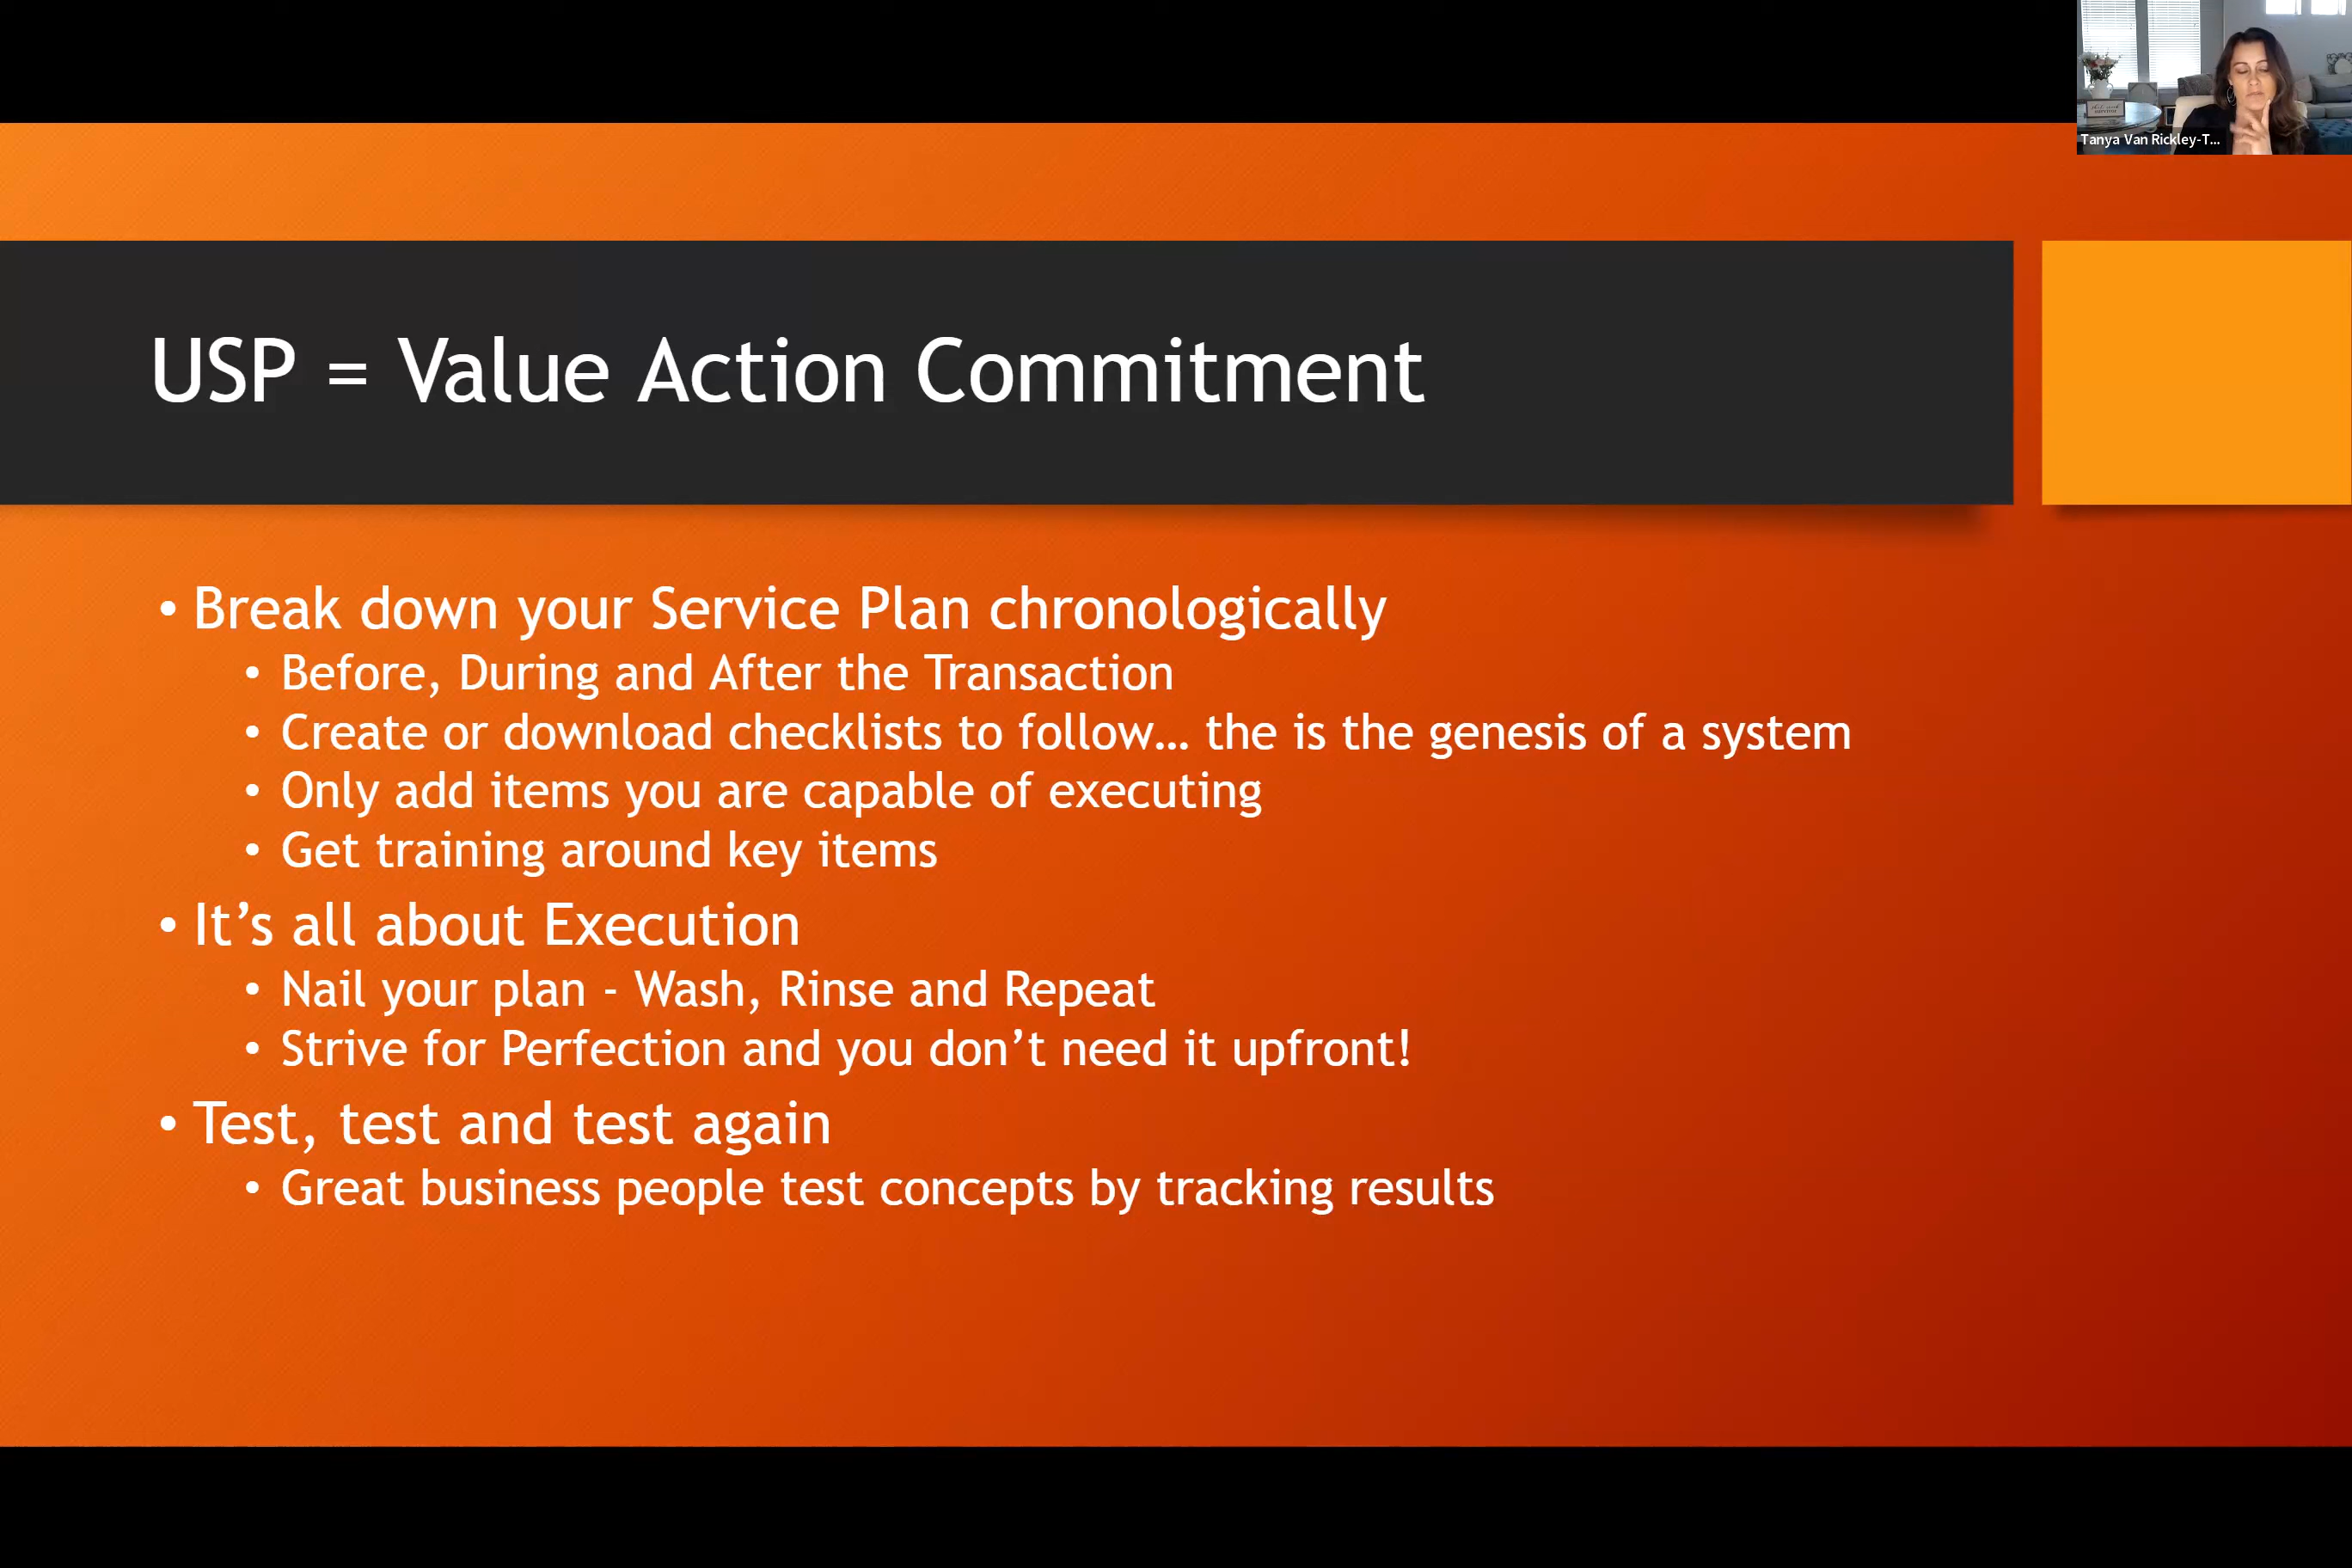 Tanya Van Rickley-T...
USP = Value Action Commitment
• Break down your Service Plan chronologically
• Before, During and After the Transaction
• Create or download checklists to follow… the is the genesis of a system
• Only add items you are capable of executing
• Get training around key items
• It’s all about Execution
• Nail your plan - Wash, Rinse and Repeat
• Strive for Perfection and you don’t need it upfront!
• Test, test and test again
• Great business people test concepts by tracking results